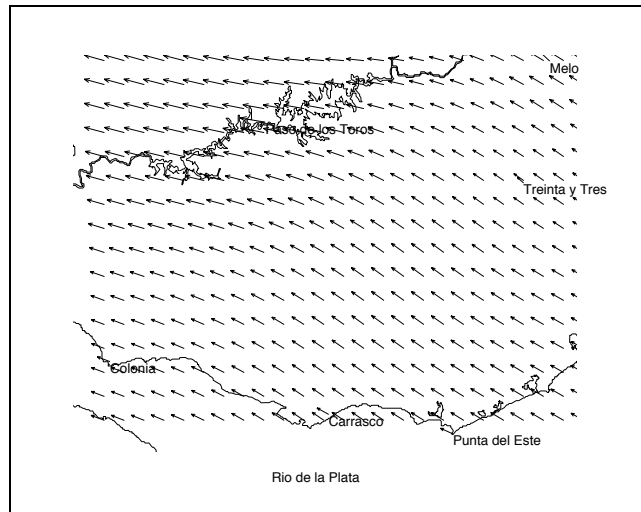 Melo
Paso de los Toros
Treinta y Tres
Colonia
Carrasco
Punta del Este
Rio de la Plata